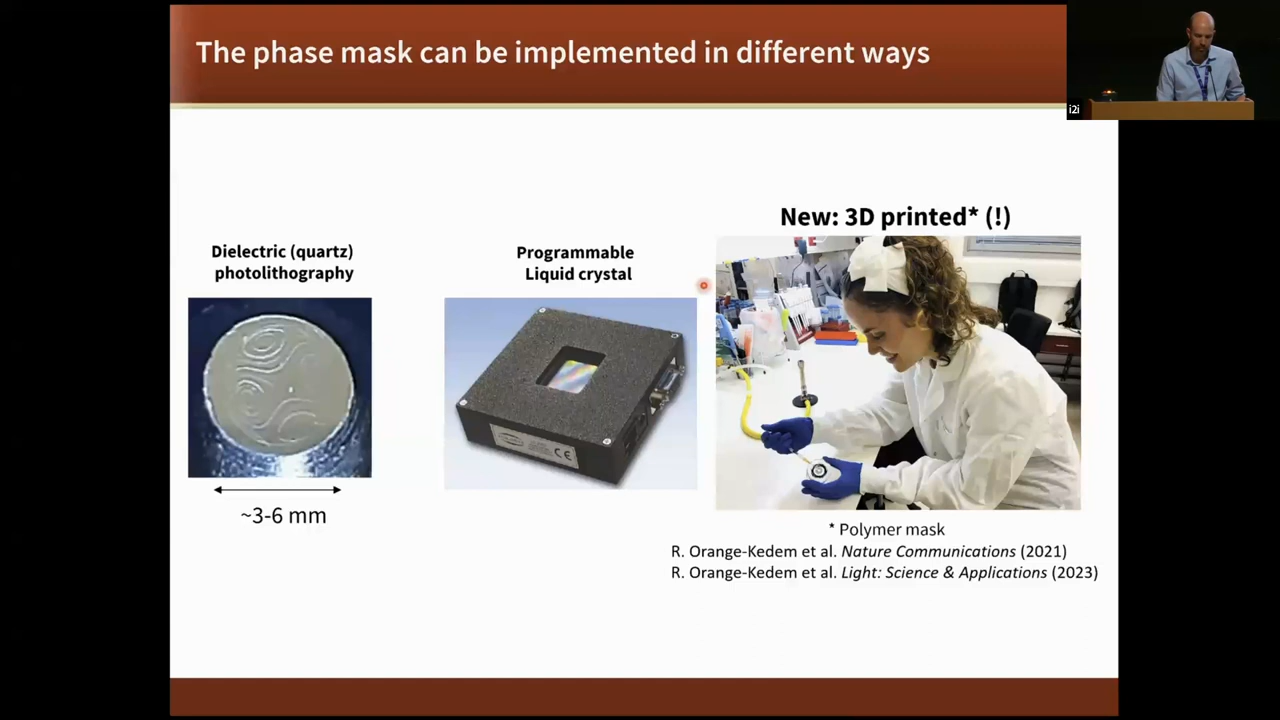 The phase mask can be implemented in different ways
i2i
Dielectric (quartz)
photolithography
~3-6 mm
Programmable
Liquid crystal
CE
New: 3D printed* (!)
* Polymer mask
R. Orange-Kedem et al. Nature Communications (2021)
R. Orange-Kedem et al. Light: Science & Applications (2023)